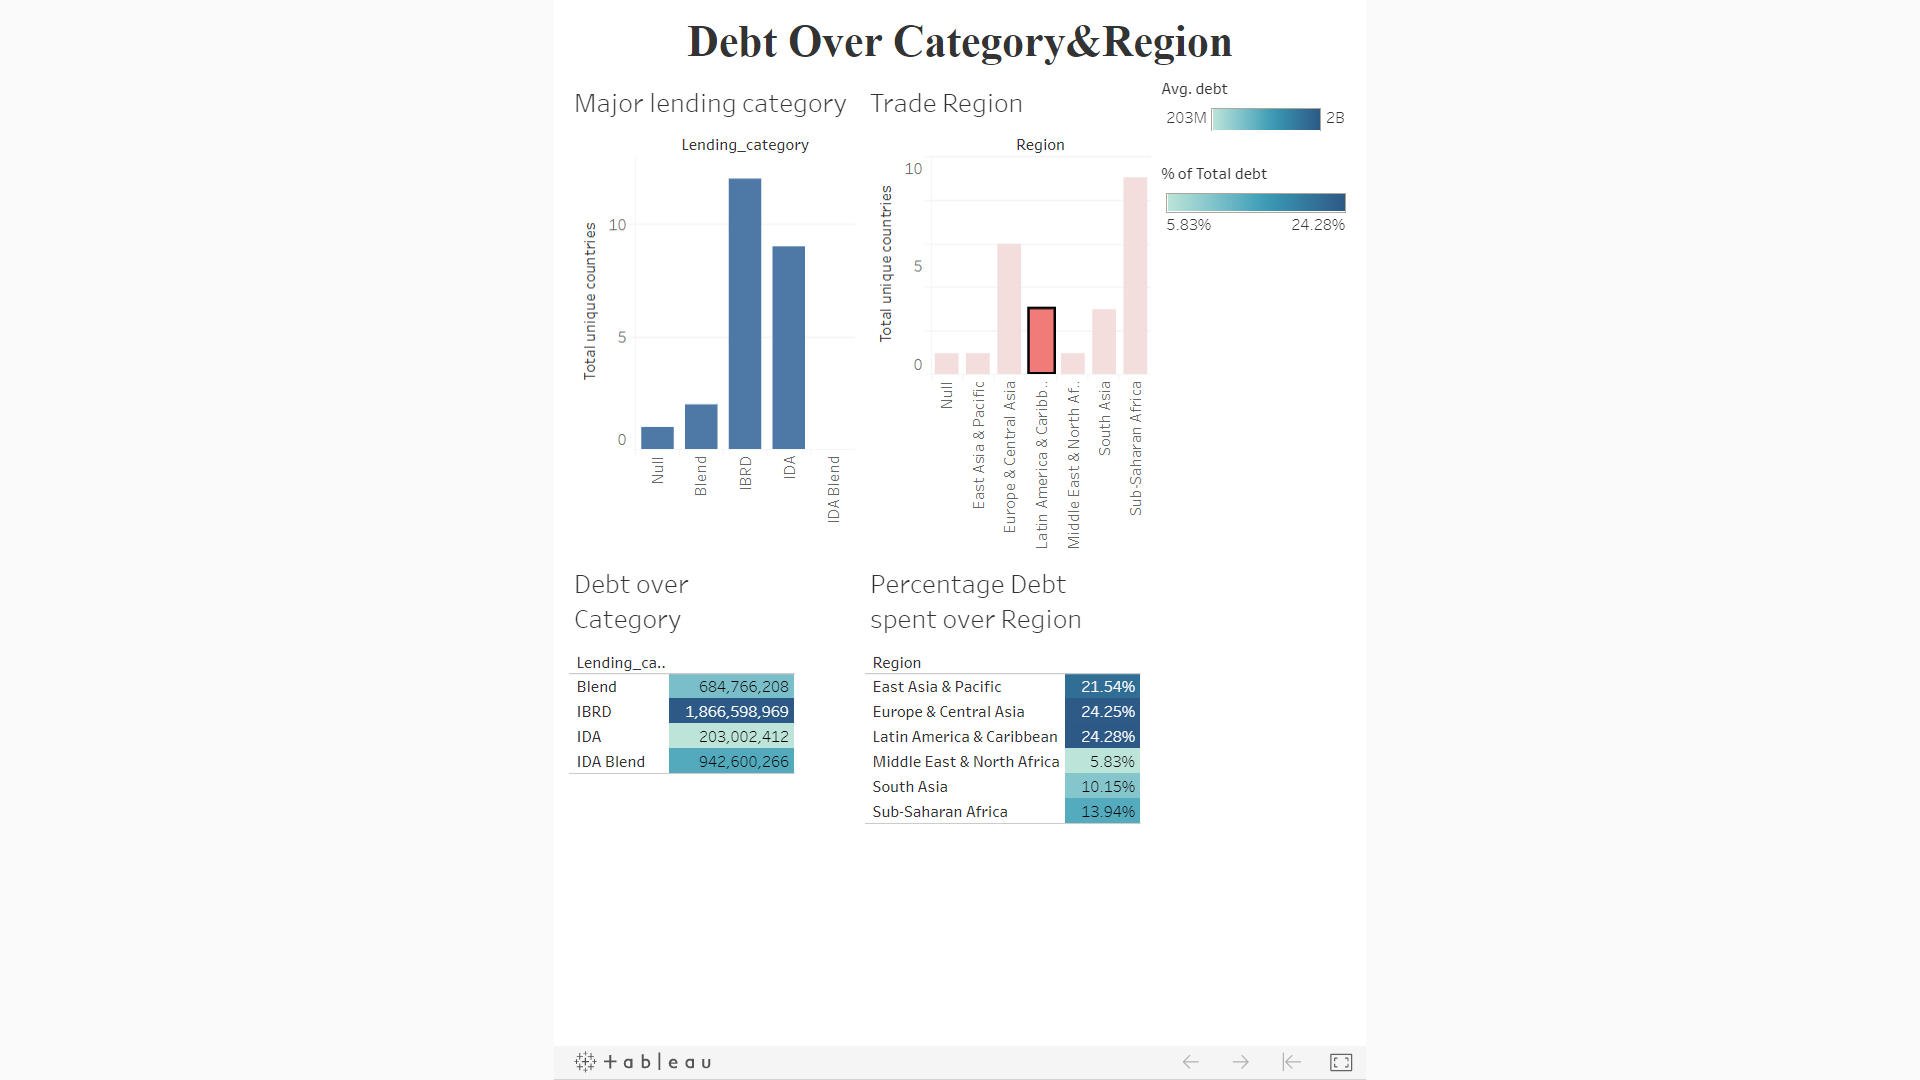 Debt Over Category&Region
Major lending category
Lending_category
Total unique countries
10
5
0
Null
Blend
IBRD
IDA
IDA Blend
Trade Region
Region
Total unique countries
10
5
0
Null
East Asia & Pacific
Europe & Central Asia
Latin America & Caribb..
Middle East & North Af..
South Asia
Sub-Saharan Africa
Avg. debt
203M 2B
% of Total debt
5.83% 24.28%
Debt over
Category
Lending_ca..
Blend 684,766,208
IBRD 1,866,598,969
IDA 203,002,412
IDA Blend 942,600,266
Percentage Debt
spent over Region
Region
East Asia & Pacific 21.54%
Europe & Central Asia 24.25%
Latin America & Caribbean 24.28%
Middle East & North Africa 5.83%
South Asia 10.15%
Sub-Saharan Africa 13.94%
+ableau